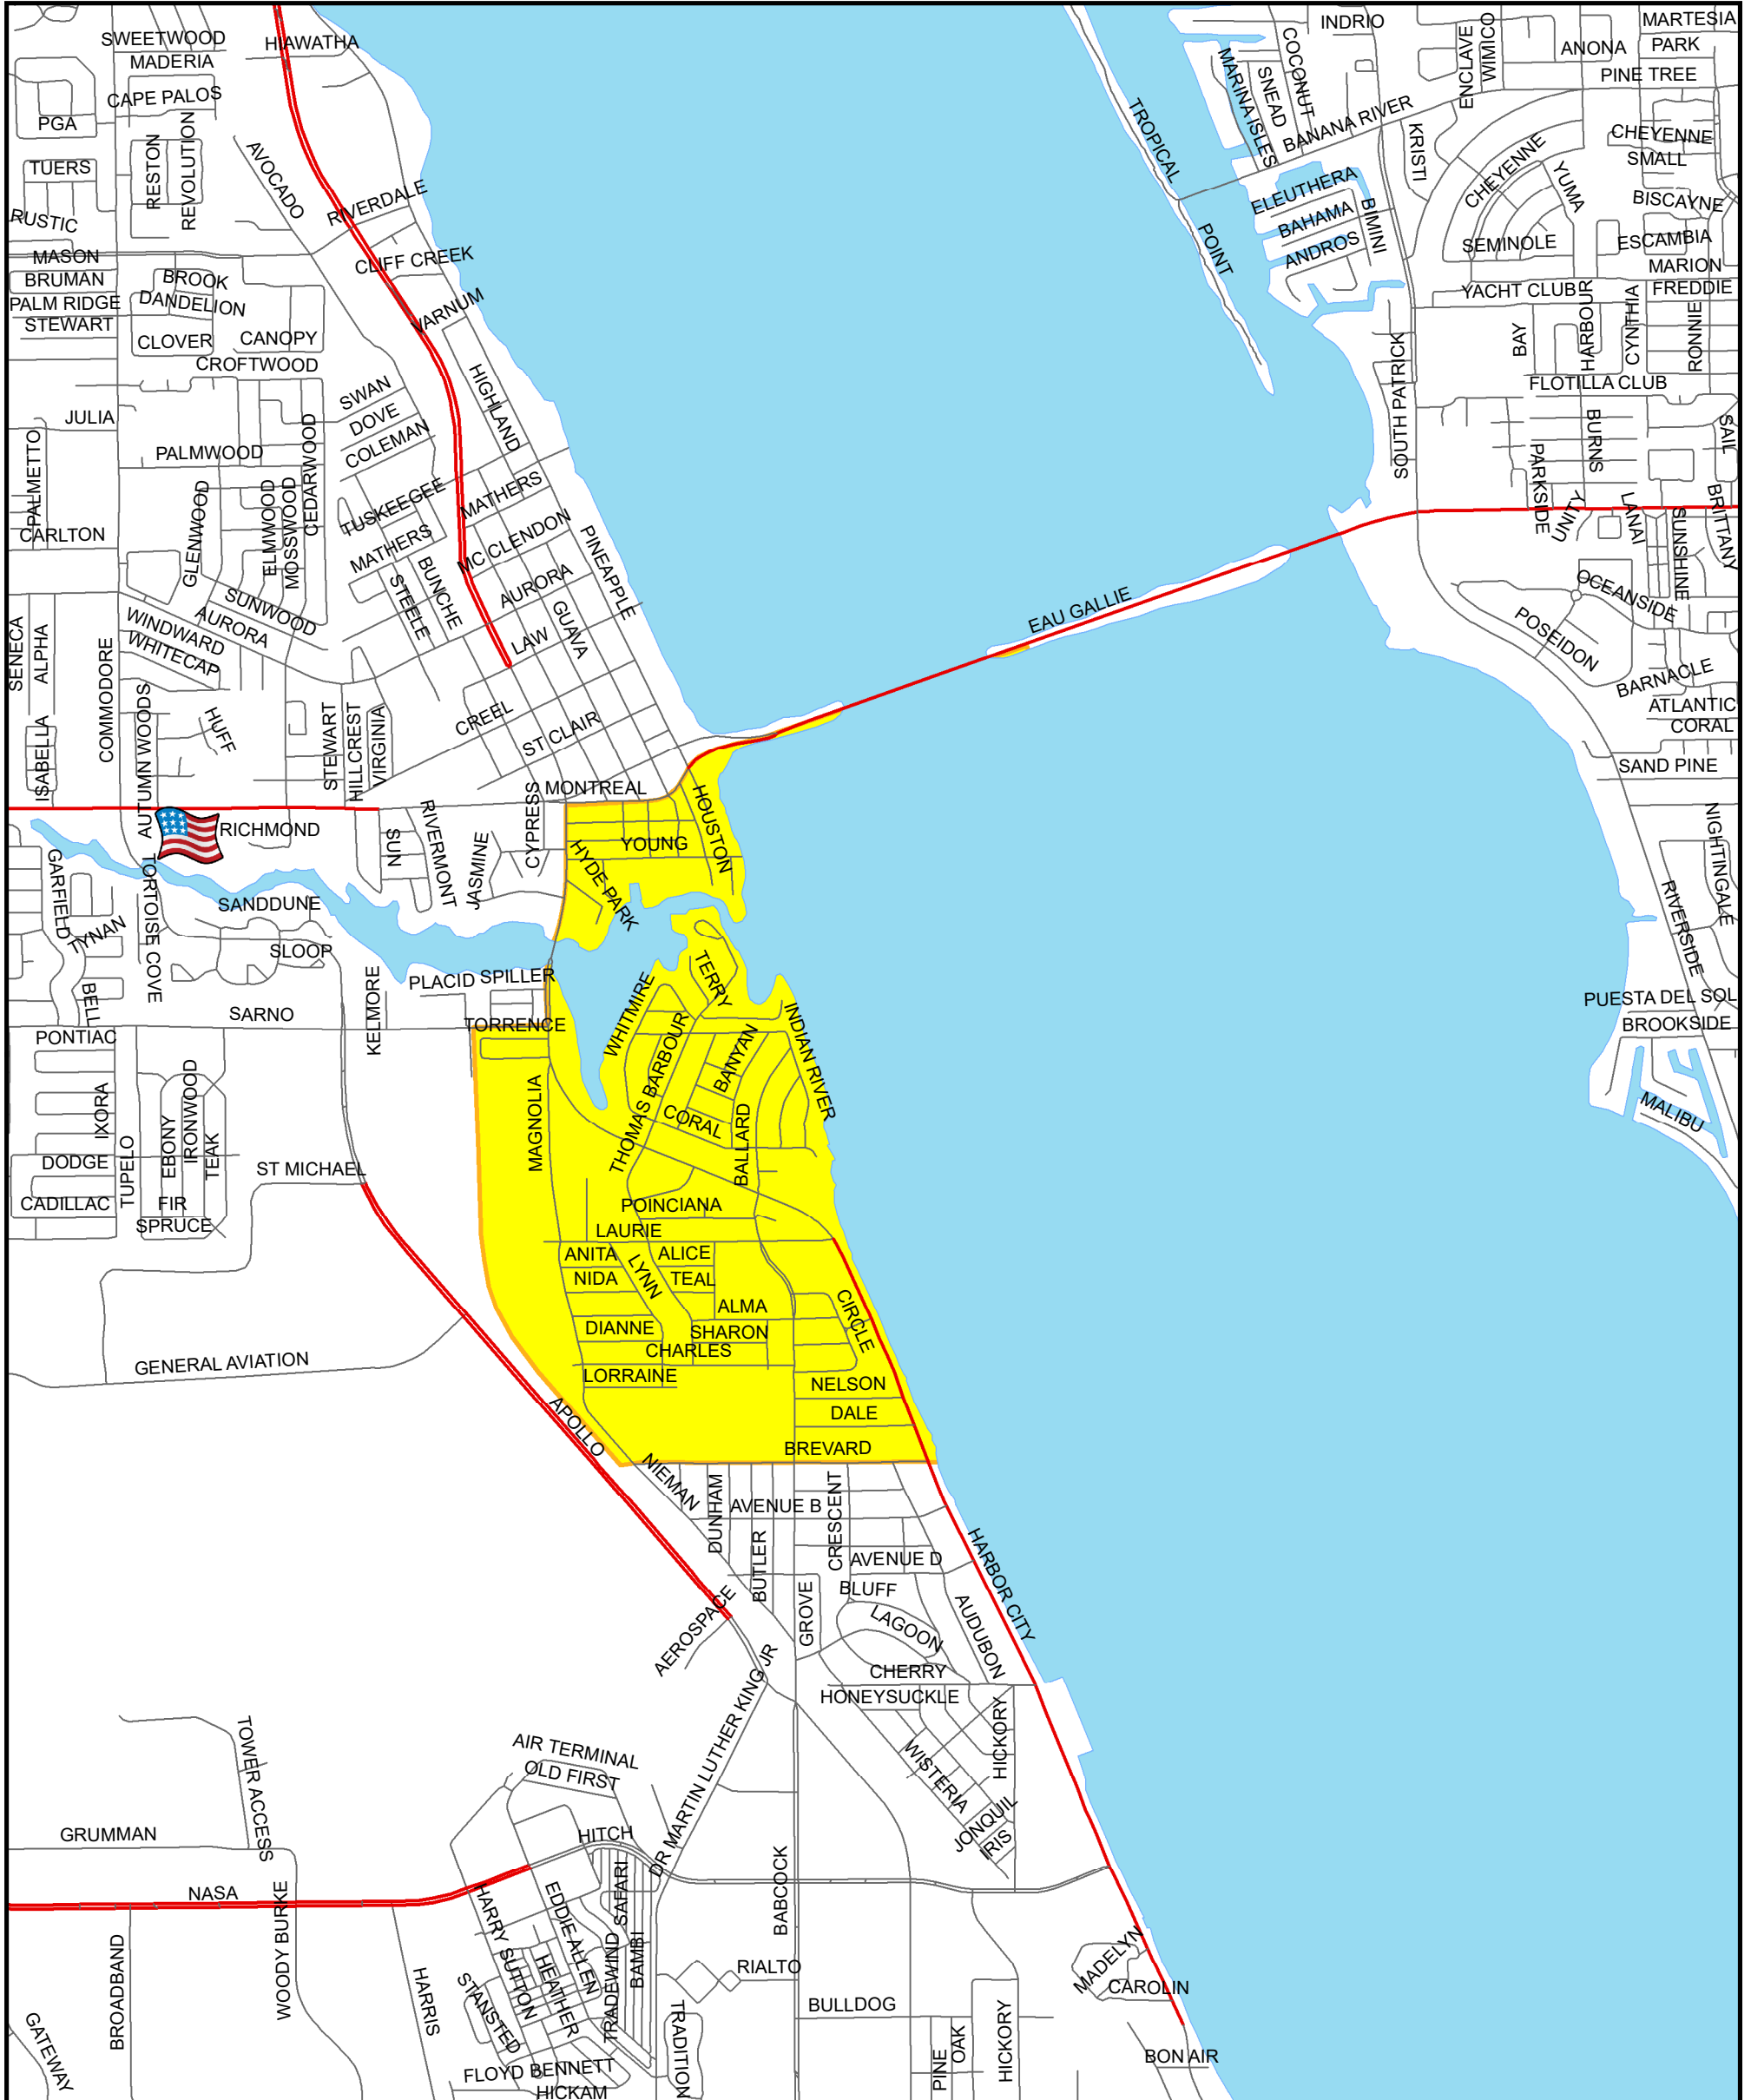 SWEETWOOD
HIAWATHA
INDRIO
MARTESIA
COCONUT
ENCLAVE
WIMICO
ANONA
PARK
MADERIA
MARINA ISLES
SNEAD
PINE TREE
CAPE PALOS
PGA
TROPICAL
BANANA RIVER
KRISTI
CHEYENNE
CHEYENNE
RESTON
REVOLUTION
AVOCADO
TUERS
SMALL
YUMA
ELEUTHERA
RIVERDALE
BISCAYNE
RUSTIC
BAHAMA
BIMINI
POINT
ANDROS
SEMINOLE
ESCAMBIA
MASON
CLIFF CREEK
MARION
BRUMAN
BROOK
YACHT CLUB
FREDDIE
PALM RIDGE
DANDELION
VARNUM
HARBOUR
CYNTHIA
RONNIE
STEWART
BAY
CLOVER
CANOPY
CROFTWOOD
SOUTH PATRICK
SWAN
HIGHLAND
FLOTILLA CLUB
JULIA
DOVE
BURNS
SAIL
COLEMAN
PALMWOOD
CEDARWOOD
PALMETTO
PARKSIDE
GLENWOOD
ELMWOOD
MOSSWOOD
TUSKEEGEE
MATHERS
UNITY
LANAI
SUNSHINE
BRITTANY
CARLTON
MATHERS
MC CLENDON
PINEAPPLE
BUNCHE
STEELE
AURORA
OCEANSIDE
SUNWOOD
EAU GALLIE
AURORA
GUAVA
WINDWARD
LAW
POSEIDON
WHITECAP
SENECA
ALPHA
COMMODORE
BARNACLE
ATLANTIC
AUTUMN WOODS
HUFF
CREEL
CORAL
ST CLAIR
STEWART
HILLCREST
VIRGINIA
ISABELLA
SAND PINE
MONTREAL
CYPRESS
HOUSTON
RICHMOND
SUN
RIVERMONT
JASMINE
YOUNG
HYDE PARK
NIGHTINGALE
GARFIELD
TORTOISE COVE
SANDDUNE
RIVERSIDE
TYNAN
SLOOP
TERRY
PLACID
SPILLER
WHITMIRE
BELL
KELMORE
SARNO
PUESTA DEL SOL
TORRENCE
INDIAN RIVER
BROOKSIDE
PONTIAC
THOMAS BARBOUR
BANYAN
IXORA
IRONWOOD
MAGNOLIA
CORAL
BALLARD
MALIBU
EBONY
TEAK
TUPELO
DODGE
ST MICHAEL
CADILLAC
FIR
POINCIANA
SPRUCE
LAURIE
ANITA
ALICE
LYNN
NIDA
TEAL
CIRCLE
ALMA
DIANNE
SHARON
CHARLES
GENERAL AVIATION
LORRAINE
NELSON
APOLLO
DALE
BREVARD
NIEMAN
DUNHAM
AVENUE B
CRESCENT
BUTLER
AVENUE D
HARBOR CITY
BLUFF
AEROSPACE
GROVE
LAGOON
AUDUBON
CHERRY
DR MARTIN LUTHER KING JR
HONEYSUCKLE
HICKORY
TOWER ACCESS
AIR TERMINAL
OLD FIRST
WISTERIA
JONQUIL
IRIS
GRUMMAN
HITCH
BABCOCK
NASA
WOODY BURKE
HARRY SUTTON
EDDIE ALLEN
SAFARI
BROADBAND
HEATHER
TRADEWIND
BAMBI
MADELYN
RIALTO
HARRIS
STANSTED
CAROLIN
BULLDOG
GATEWAY
TRADITION
OAK
HICKORY
PINE
BON AIR
FLOYD BENNETT
HICKAM